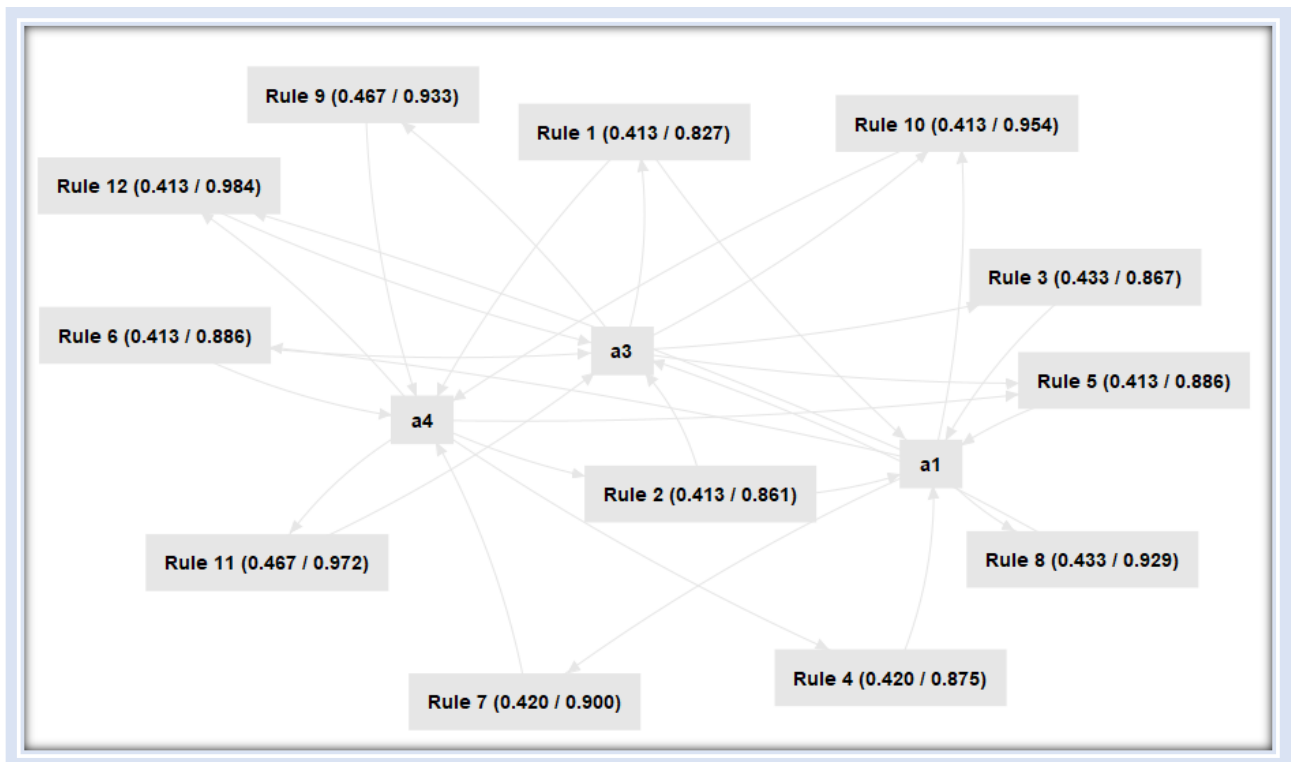 Rule 9 (0.467 / 0.933)
Rule 1 (0.413 / 0.827)
Rule 10 (0.413 / 0.954)
Rule 12 (0.413 / 0.984)
Rule 3 (0.433 / 0.867)
Rule 6 (0.413 / 0.886)
a3
Rule 5 (0.413 / 0.886)
a4
a1
Rule 2 (0.413 / 0.861)
Rule 11 (0.467 / 0.972)
Rule 8 (0.433 / 0.929)
Rule 4 (0.420 / 0.875)
Rule 7 (0.420 / 0.900)